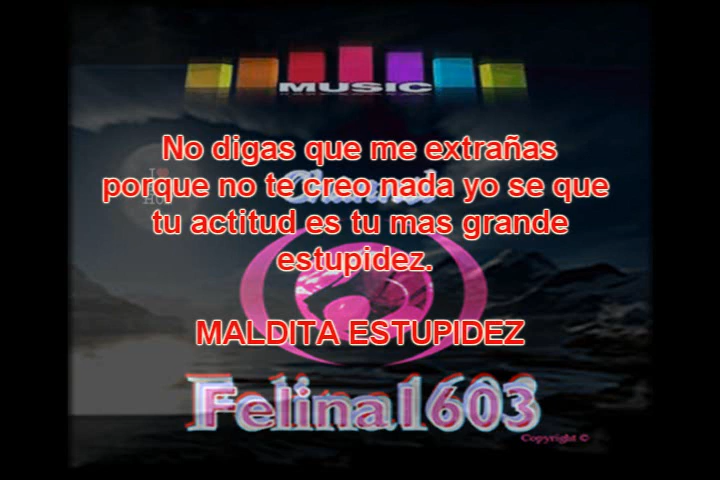 MUSIC
No digas que me extrañas
porque no te creo nada yo se que
tu actitud es tu mas grande
estupidez.
Channel
MALDITA ESTUPIDEZ
Felina1603
Copyright ©